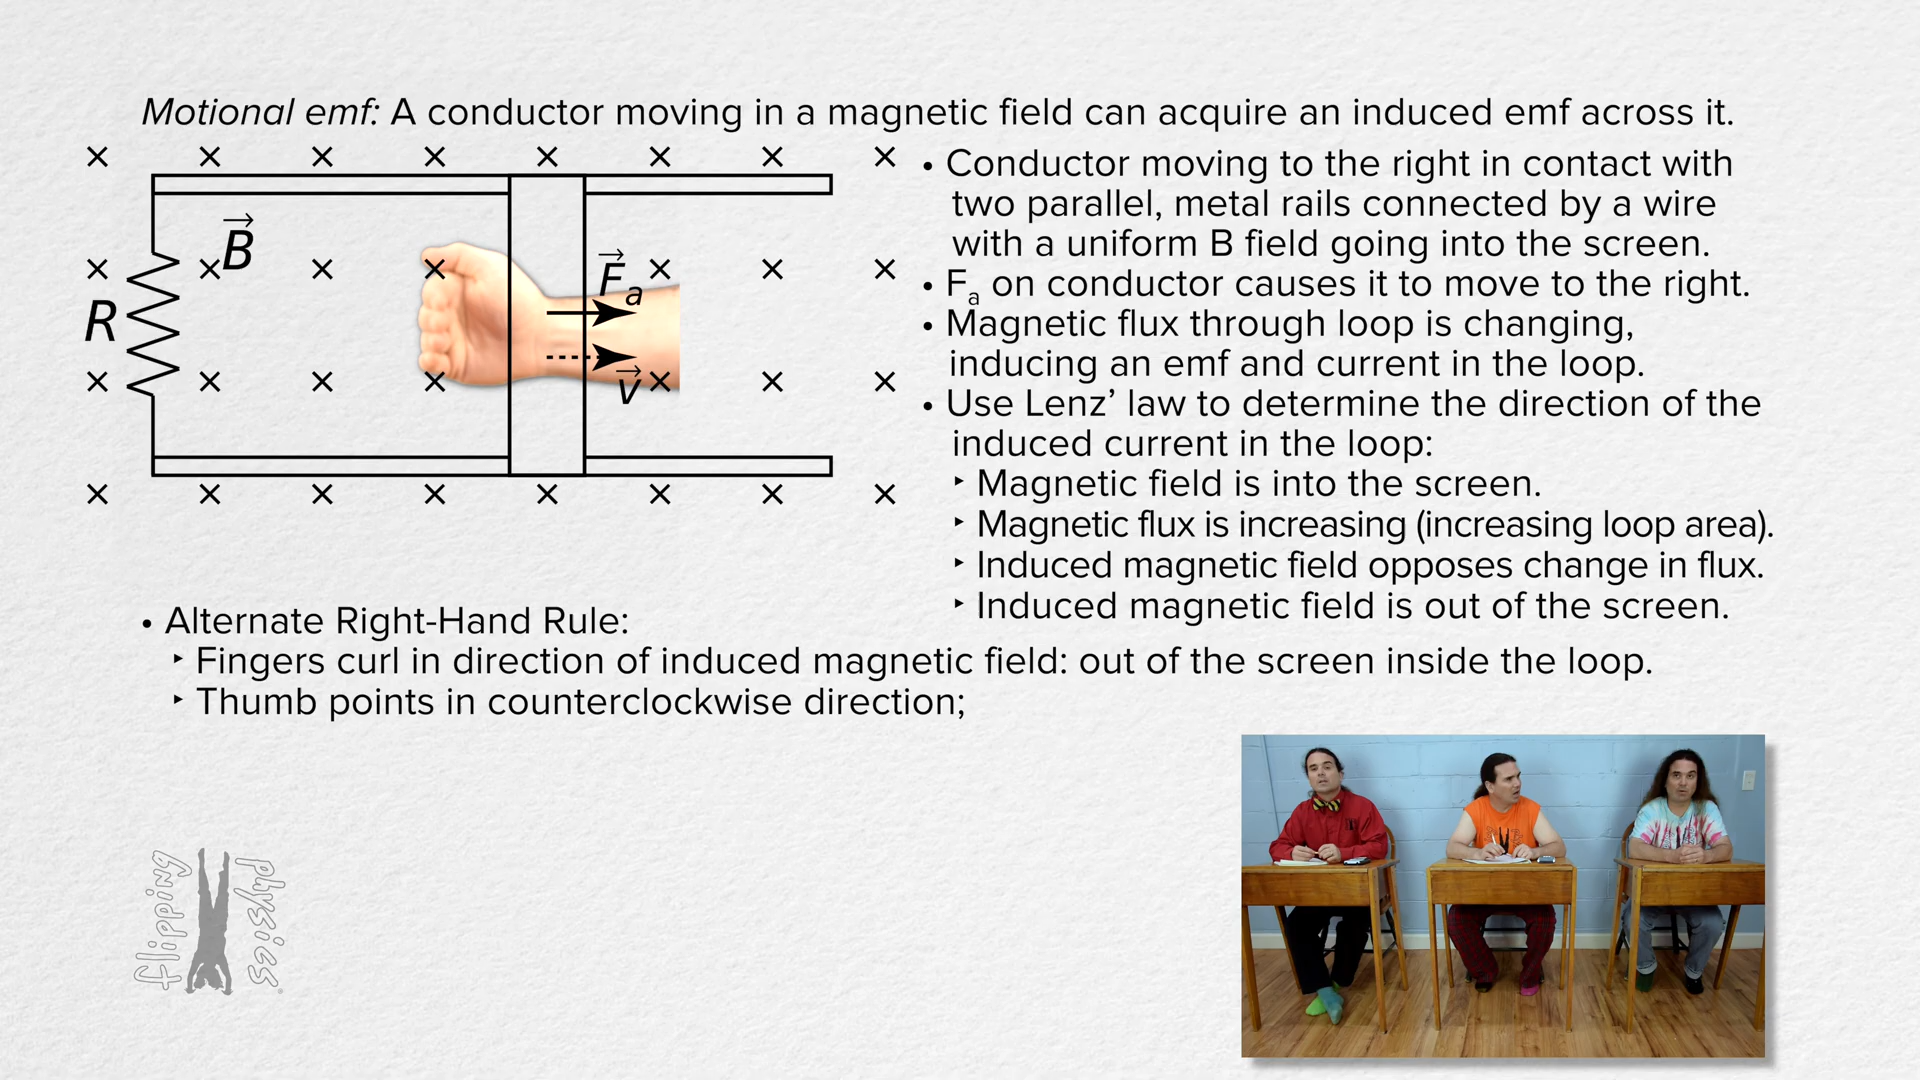 Motional emf: A conductor moving in a magnetic field can acquire an induced emf across it.
B
R
Fa
v
• Conductor moving to the right in contact with
two parallel, metal rails connected by a wire
with a uniform B field going into the screen.
• Fa on conductor causes it to move to the right.
• Magnetic flux through loop is changing,
inducing an emf and current in the loop.
• Use Lenz’ law to determine the direction of the
induced current in the loop:
‣ Magnetic field is into the screen.
‣ Magnetic flux is increasing (increasing loop area).
‣ Induced magnetic field opposes change in flux.
‣ Induced magnetic field is out of the screen.
• Alternate Right-Hand Rule:
‣ Fingers curl in direction of induced magnetic field: out of the screen inside the loop.
‣ Thumb points in counterclockwise direction;
flipping
physics